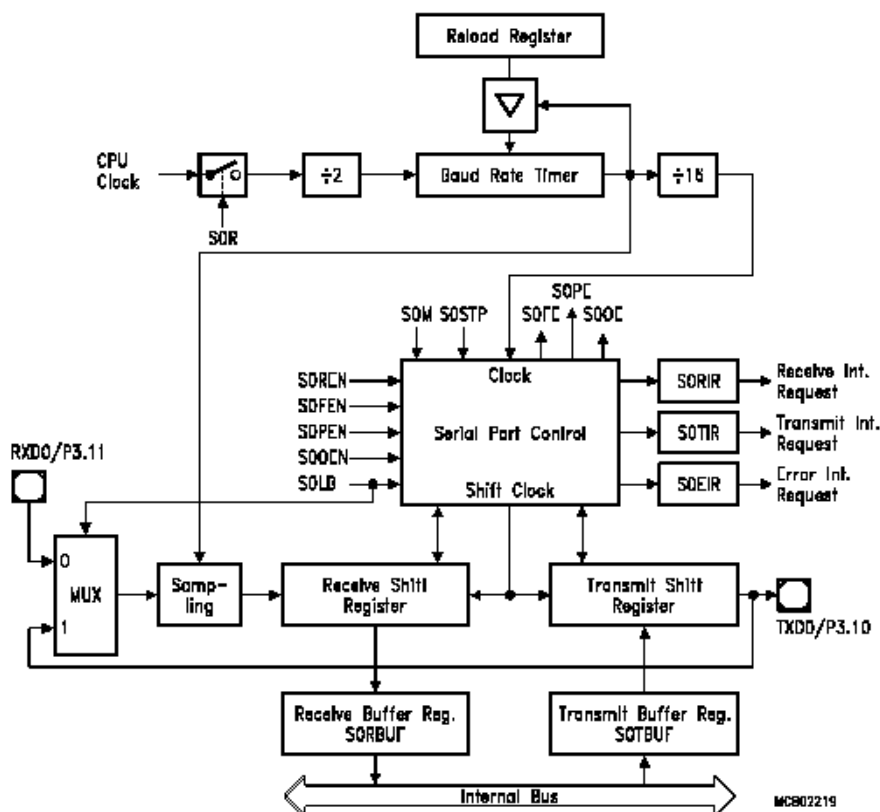 Reload Register
CPU
Clock
÷2
Baud Rate Timer
÷16
S0R
S0PE
S0M S0STP S0FE S0OE
Clock
S0REN
S0FEN
S0PEN
S0OEN
S0LB
Serial Port Control
Shift Clock
S0RIR
Receive Int.
Request
S0TIR
Transmit Int.
Request
S0EIR
Error Int.
Request
RXD0/P3.11
0
MUX
1
Samp-
ling
Receive Shift
Register
Transmit Shift
Register
TXD0/P3.10
Receive Buffer Reg.
S0RBUF
Transmit Buffer Reg.
S0TBUF
Internal Bus
MCB02219